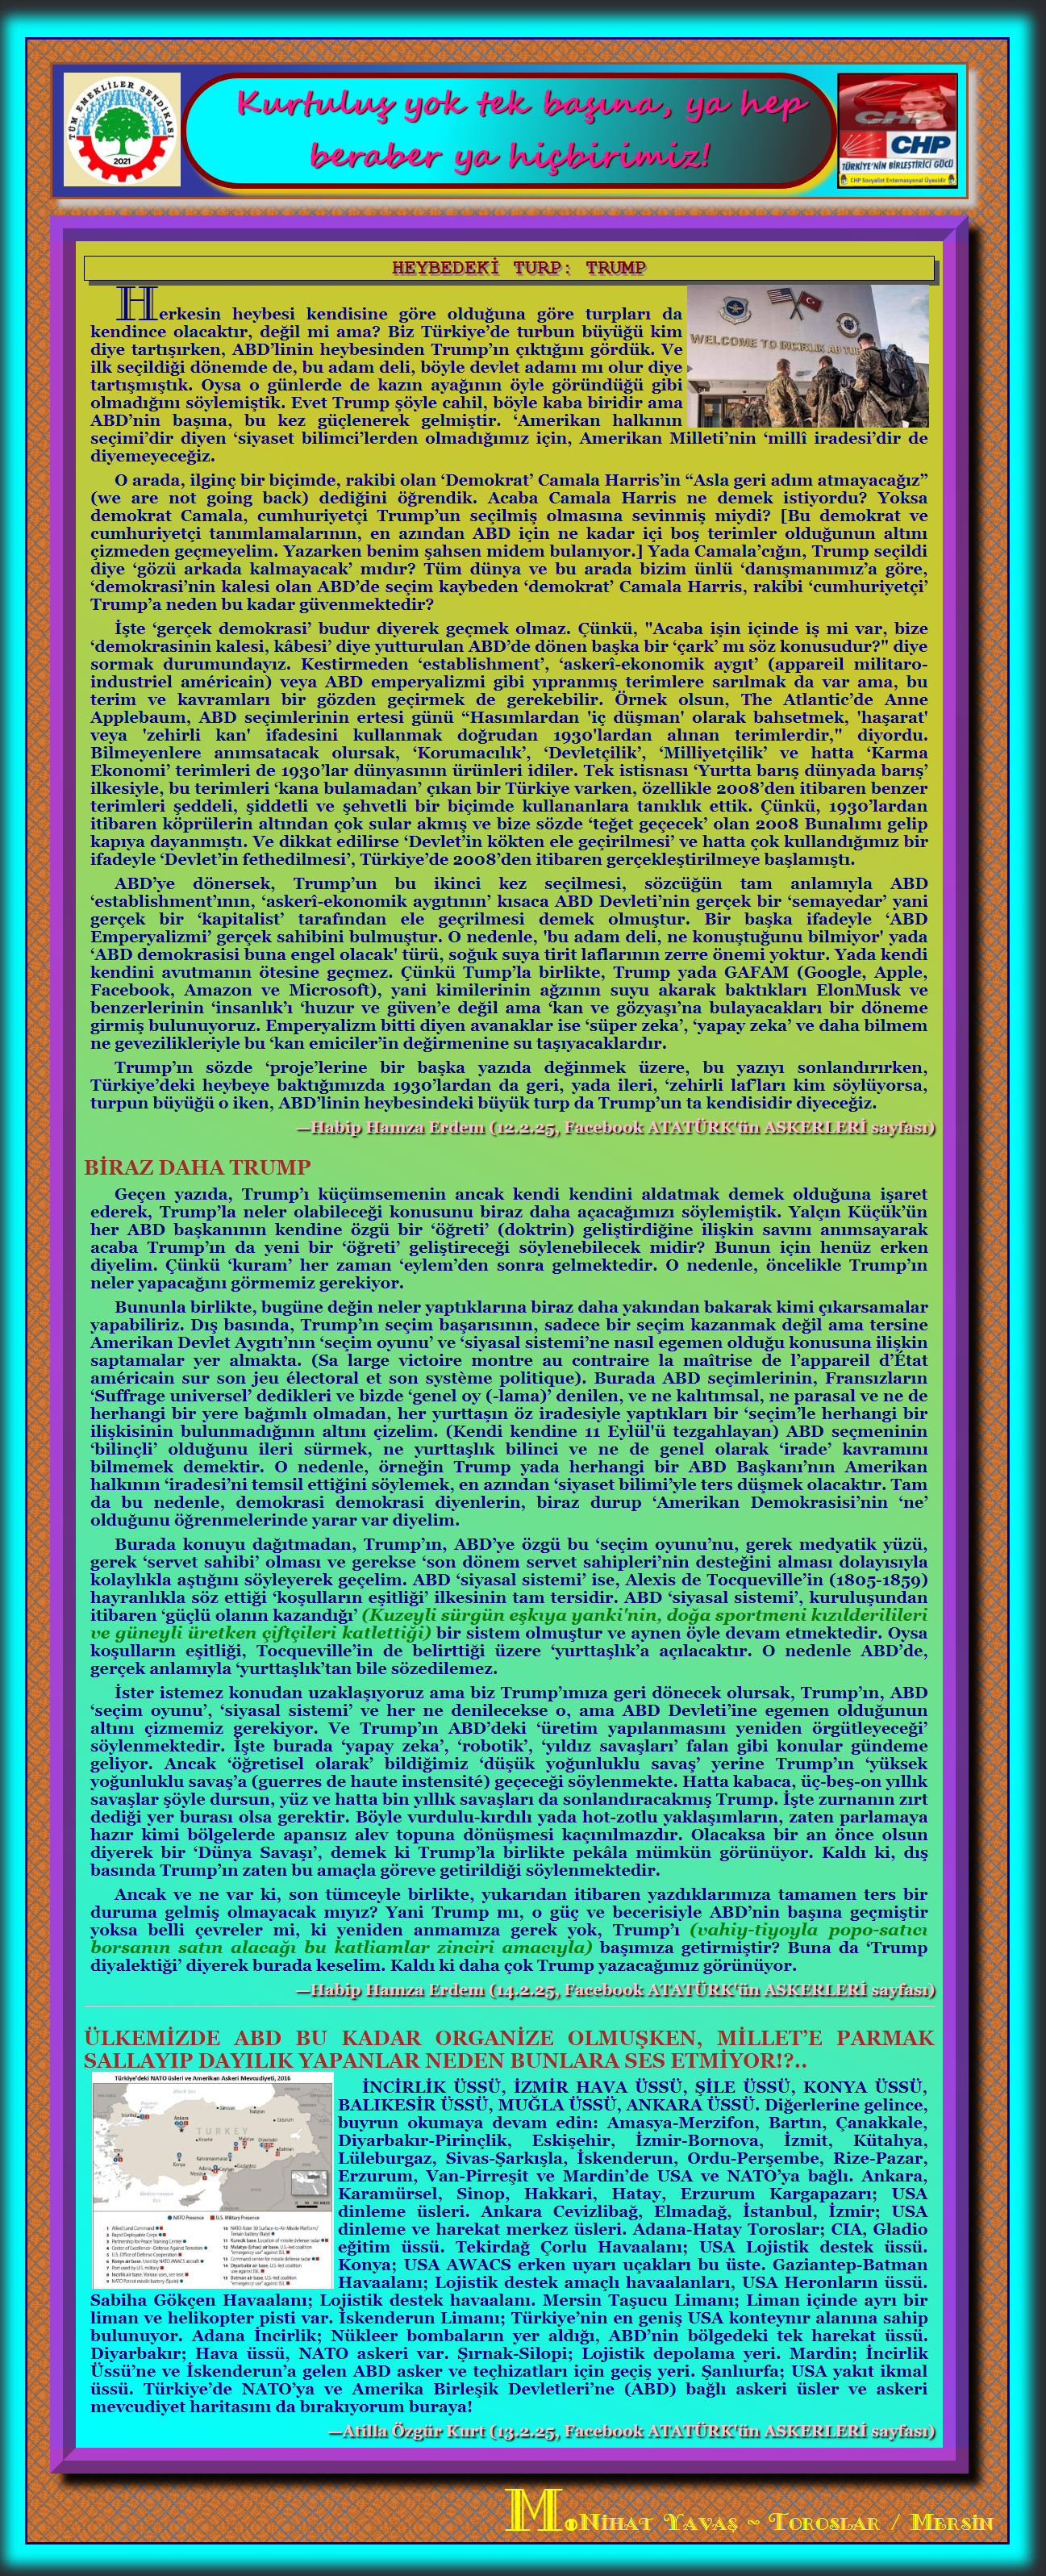 TÜM EMEKLİLER SENDİKASI
2021
Kurtuluş yok tek başına, ya hep
beraber ya hiçbirimiz!
CHP
CHP
TÜRKİYE'NİN BİRLEŞTİRİCİ GÜCÜ
CHP Sosyalist Enternasyonal Üyesidir
HEYBEDEKİ TURP: TRUMP
WELCOME TO INCIRLIK AB TUR
Herkesin heybesi kendisine göre olduğuna göre turpları da
kendince olacaktır, değil mi ama? Biz Türkiye’de turbun büyüğü kim
diye tartışırken, ABD’linin heybesinden Trump’ın çıktığını gördük. Ve
ilk seçildiği dönemde de, bu adam deli, böyle devlet adamı mı olur diye
tartışmıştık. Oysa o günlerde de kazın ayağının öyle göründüğü gibi
olmadığını söylemiştik. Evet Trump şöyle cahil, böyle kaba biridir ama
ABD’nin başına, bu kez güçlenerek gelmiştir. ‘Amerikan halkının
seçimi’dir diyen ‘siyaset bilimci’lerden olmadığımız için, Amerikan Milleti’nin ‘millî iradesi’dir de
diyemeyeceğiz.
O arada, ilginç bir biçimde, rakibi olan ‘Demokrat’ Camala Harris’in “Asla geri adım atmayacağız”
(we are not going back) dediğini öğrendik. Acaba Camala Harris ne demek istiyordu? Yoksa
demokrat Camala, cumhuriyetçi Trump’un seçilmiş olmasına sevinmiş miydi? [Bu demokrat ve
cumhuriyetçi tanımlamalarının, en azından ABD için ne kadar içi boş terimler olduğunun altını
çizmeden geçmeyelim. Yazarken benim şahsen midem bulanıyor.] Yada Camala’cığın, Trump seçildi
diye ‘gözü arkada kalmayacak’ mıdır? Tüm dünya ve bu arada bizim ünlü ‘danışmanımız’a göre,
‘demokrasi’nin kalesi olan ABD’de seçim kaybeden ‘demokrat’ Camala Harris, rakibi ‘cumhuriyetçi’
Trump’a neden bu kadar güvenmektedir?
İşte ‘gerçek demokrasi’ budur diyerek geçmek olmaz. Çünkü, "Acaba işin içinde iş mi var, bize
‘demokrasinin kalesi, kâbesi’ diye yutturulan ABD’de dönen başka bir ‘çark’ mı söz konusudur?" diye
sormak durumundayız. Kestirmeden ‘establishment’, ‘askerî-ekonomik aygıt’ (appareil militaro-
industriel américain) veya ABD emperyalizmi gibi yıpranmış terimlere sarılmak da var ama, bu
terim ve kavramları bir gözden geçirmek de gerekebilir. Örnek olsun, The Atlantic’de Anne
Applebaum, ABD seçimlerinin ertesi günü “Hasımlardan 'iç düşman' olarak bahsetmek, 'haşarat'
veya 'zehirli kan' ifadesini kullanmak doğrudan 1930'lardan alınan terimlerdir," diyordu.
Bilmeyenlere anımsatacak olursak, ‘Korumacılık’, ‘Devletçilik’, ‘Milliyetçilik’ ve hatta ‘Karma
Ekonomi’ terimleri de 1930’lar dünyasının ürünleri idiler. Tek istisnası ‘Yurtta barış dünyada barış’
ilkesiyle, bu terimleri ‘kana bulamadan’ çıkan bir Türkiye varken, özellikle 2008’den itibaren benzer
terimleri şeddeli, şiddetli ve şehvetli bir biçimde kullananlara tanıklık ettik. Çünkü, 1930’lardan
itibaren köprülerin altından çok sular akmış ve bize sözde ‘teğet geçecek’ olan 2008 Bunalımı gelip
kapıya dayanmıştı. Ve dikkat edilirse ‘Devlet’in kökten ele geçirilmesi’ ve hatta çok kullandığımız bir
ifadeyle ‘Devlet’in fethedilmesi’, Türkiye’de 2008’den itibaren gerçekleştirilmeye başlamıştı.
ABD’ye dönersek, Trump’un bu ikinci kez seçilmesi, sözcüğün tam anlamıyla ABD
‘establishment’ının, ‘askerî-ekonomik aygıtının’ kısaca ABD Devleti’nin gerçek bir ‘semayedar’ yani
gerçek bir ‘kapitalist’ tarafından ele geçrilmesi demek olmuştur. Bir başka ifadeyle ‘ABD
Emperyalizmi’ gerçek sahibini bulmuştur. O nedenle, 'bu adam deli, ne konuştuğunu bilmiyor' yada
‘ABD demokrasisi buna engel olacak' türü, soğuk suya tirit laflarının zerre önemi yoktur. Yada kendi
kendini avutmanın ötesine geçmez. Çünkü Tump’la birlikte, Trump yada GAFAM (Google, Apple,
Facebook, Amazon ve Microsoft), yani kimilerinin ağzının suyu akarak baktıkları ElonMusk ve
benzerlerinin ‘insanlık’ı ‘huzur ve güven’e değil ama ‘kan ve gözyaşı’na bulayacakları bir döneme
girmiş bulunuyoruz. Emperyalizm bitti diyen avanaklar ise ‘süper zeka’, ‘yapay zeka’ ve daha bilmem
ne gevezilikleriyle bu ‘kan emiciler’in değirmenine su taşıyacaklardır.
Trump’ın sözde ‘proje’lerine bir başka yazıda değinmek üzere, bu yazıyı sonlandırırken,
Türkiye’deki heybeye baktığımızda 1930’lardan da geri, yada ileri, ‘zehirli laf’ları kim söylüyorsa,
turpun büyüğü o iken, ABD’linin heybesindeki büyük turp da Trump’un ta kendisidir diyeceğiz.
—Habip Hamza Erdem (12.2.25, Facebook ATATÜRK'ün ASKERLERİ sayfası)
BİRAZ DAHA TRUMP
Geçen yazıda, Trump’ı küçümsemenin ancak kendi kendini aldatmak demek olduğuna işaret
ederek, Trump’la neler olabileceği konusunu biraz daha açacağımızı söylemiştik. Yalçın Küçük’ün
her ABD başkanının kendine özgü bir ‘öğreti’ (doktrin) geliştirdiğine ilişkin savını anımsayarak
acaba Trump’ın da yeni bir ‘öğreti’ geliştireceği söylenebilecek midir? Bunun için henüz erken
diyelim. Çünkü ‘kuram’ her zaman ‘eylem’den sonra gelmektedir. O nedenle, öncelikle Trump’ın
neler yapacağını görmemiz gerekiyor.
Bununla birlikte, bugüne değin neler yaptıklarına biraz daha yakından bakarak kimi çıkarsamalar
yapabiliriz. Dış basında, Trump’ın seçim başarısının, sadece bir seçim kazanmak değil ama tersine
Amerikan Devlet Aygıtı’nın ‘seçim oyunu’ ve ‘siyasal sistemi’ne nasıl egemen olduğu konusuna ilişkin
saptamalar yer almakta. (Sa large victoire montre au contraire la maîtrise de l’appareil d’État
américain sur son jeu électoral et son système politique). Burada ABD seçimlerinin, Fransızların
‘Suffrage universel’ dedikleri ve bizde ‘genel oy (-lama)’ denilen, ve ne kalıtımsal, ne parasal ve ne de
herhangi bir yere bağımlı olmadan, her yurttaşın öz iradesiyle yaptıkları bir ‘seçim’le herhangi bir
ilişkisinin bulunmadığının altını çizelim. (Kendi kendine 11 Eylül'ü tezgahlayan) ABD seçmeninin
‘bilinçli’ olduğunu ileri sürmek, ne yurttaşlık bilinci ve ne de genel olarak ‘irade’ kavramını
bilmemek demektir. O nedenle, örneğin Trump yada herhangi bir ABD Başkanı’nın Amerikan
halkının ‘iradesi’ni temsil ettiğini söylemek, en azından ‘siyaset bilimi’yle ters düşmek olacaktır. Tam
da bu nedenle, demokrasi demokrasi diyenlerin, biraz durup ‘Amerikan Demokrasisi’nin ‘ne’
olduğunu öğrenmelerinde yarar var diyelim.
Burada konuyu dağıtmadan, Trump’ın, ABD’ye özgü bu ‘seçim oyunu’nu, gerek medyatik yüzü,
gerek ‘servet sahibi’ olması ve gerekse ‘son dönem servet sahipleri’nin desteğini alması dolayısıyla
kolaylıkla aştığını söyleyerek geçelim. ABD ‘siyasal sistemi’ ise, Alexis de Tocqueville’in (1805-1859)
hayranlıkla söz ettiği ‘koşulların eşitliği’ ilkesinin tam tersidir. ABD ‘siyasal sistemi’, kuruluşundan
itibaren ‘güçlü olanın kazandığı’ (Kuzeyli sürgün eşkıya yanki'nin, doğa sportmeni kızılderilileri
ve güneyli üretken çiftçileri katlettiği) bir sistem olmuştur ve aynen öyle devam etmektedir. Oysa
koşulların eşitliği, Tocqueville’in de belirttiği üzere ‘yurttaşlık’a açılacaktır. O nedenle ABD’de,
gerçek anlamıyla ‘yurttaşlık’tan bile sözedilemez.
İster istemez konudan uzaklaşıyoruz ama biz Trump’ımıza geri dönecek olursak, Trump’ın, ABD
‘seçim oyunu’, ‘siyasal sistemi’ ve her ne denilecekse o, ama ABD Devleti’ine egemen olduğunun
altını çizmemiz gerekiyor. Ve Trump’ın ABD’deki ‘üretim yapılanmasını yeniden örgütleyeceği’
söylenmektedir. İşte burada ‘yapay zeka’, ‘robotik’, ‘yıldız savaşları’ falan gibi konular gündeme
geliyor. Ancak ‘öğretisel olarak’ bildiğimiz ‘düşük yoğunluklu savaş’ yerine Trump’ın ‘yüksek
yoğunluklu savaş’a (guerres de haute instensité) geçeceği söylenmekte. Hatta kabaca, üç-beş-on yıllık
savaşlar şöyle dursun, yüz ve hatta bin yıllık savaşları da sonlandıracakmış Trump. İşte zurnanın zırt
dediği yer burası olsa gerektir. Böyle vurdulu-kırdılı yada hot-zotlu yaklaşımların, zaten parlamaya
hazır kimi bölgelerde apansız alev topuna dönüşmesi kaçınılmazdır. Olacaksa bir an önce olsun
diyerek bir ‘Dünya Savaşı’, demek ki Trump’la birlikte pekâla mümkün görünüyor. Kaldı ki, dış
basında Trump’ın zaten bu amaçla göreve getirildiği söylenmektedir.
Ancak ve ne var ki, son tümceyle birlikte, yukarıdan itibaren yazdıklarımıza tamamen ters bir
duruma gelmiş olmayacak mıyız? Yani Trump mı, o güç ve becerisiyle ABD’nin başına geçmiştir
yoksa belli çevreler mi, ki yeniden anmamıza gerek yok, Trump’ı (vahiy-tiyoyla popo-satıcı
borsanın satın alacağı bu katliamlar zinciri amacıyla) başımıza getirmiştir? Buna da ‘Trump
diyalektiği’ diyerek burada keselim. Kaldı ki daha çok Trump yazacağımız görünüyor.
—Habip Hamza Erdem (14.2.25, Facebook ATATÜRK'ün ASKERLERİ sayfası)
ÜLKEMİZDE ABD BU KADAR ORGANİZE OLMUŞKEN, MİLLET’E PARMAK
SALLAYIP DAYILIK YAPANLAR NEDEN BUNLARA SES ETMİYOR!?..
Türkiye'deki NATO üsleri ve Amerikan Askeri Mevcudiyeti, 2016
TURKEY
NATO Presence
U.S. Military Presence
İNCİRLİK ÜSSÜ, İZMİR HAVA ÜSSÜ, ŞİLE ÜSSÜ, KONYA ÜSSÜ,
BALIKESİR ÜSSÜ, MUĞLA ÜSSÜ, ANKARA ÜSSÜ. Diğerlerine gelince,
buyrun okumaya devam edin: Amasya-Merzifon, Bartın, Çanakkale,
Diyarbakır-Pirinçlik, Eskişehir, İzmir-Bornova, İzmit, Kütahya,
Lüleburgaz, Sivas-Şarkışla, İskenderun, Ordu-Perşembe, Rize-Pazar,
Erzurum, Van-Pirreşit ve Mardin’de USA ve NATO’ya bağlı. Ankara,
Karamürsel, Sinop, Hakkari, Hatay, Erzurum Kargapazarı; USA
dinleme üsleri. Ankara Cevizlibağ, Elmadağ, İstanbul, İzmir; USA
dinleme ve harekat merkez üsleri. Adana-Hatay Toroslar; CIA, Gladio
eğitim üssü. Tekirdağ Çorlu Havaalanı; USA Lojistik destek üssü.
Konya; USA AWACS erken uyarı uçakları bu üste. Gaziantep-Batman
Havaalanı; Lojistik destek amaçlı havaalanları, USA Heronların üssü.
Sabiha Gökçen Havaalanı; Lojistik destek havaalanı. Mersin Taşucu Limanı; Liman içinde ayrı bir
liman ve helikopter pisti var. İskenderun Limanı; Türkiye’nin en geniş USA konteynır alanına sahip
bulunuyor. Adana İncirlik; Nükleer bombaların yer aldığı, ABD’nin bölgedeki tek harekat üssü.
Diyarbakır; Hava üssü, NATO askeri var. Şırnak-Silopi; Lojistik depolama yeri. Mardin; İncirlik
Üssü’ne ve İskenderun’a gelen ABD asker ve teçhizatları için geçiş yeri. Şanlıurfa; USA yakıt ikmal
üssü. Türkiye’de NATO’ya ve Amerika Birleşik Devletleri’ne (ABD) bağlı askeri üsler ve askeri
mevcudiyet haritasını da bırakıyorum buraya!
—Atilla Özgür Kurt (13.2.25, Facebook ATATÜRK'ün ASKERLERİ sayfası)
M.Nihat Yavaş ~ Toroslar / Mersin